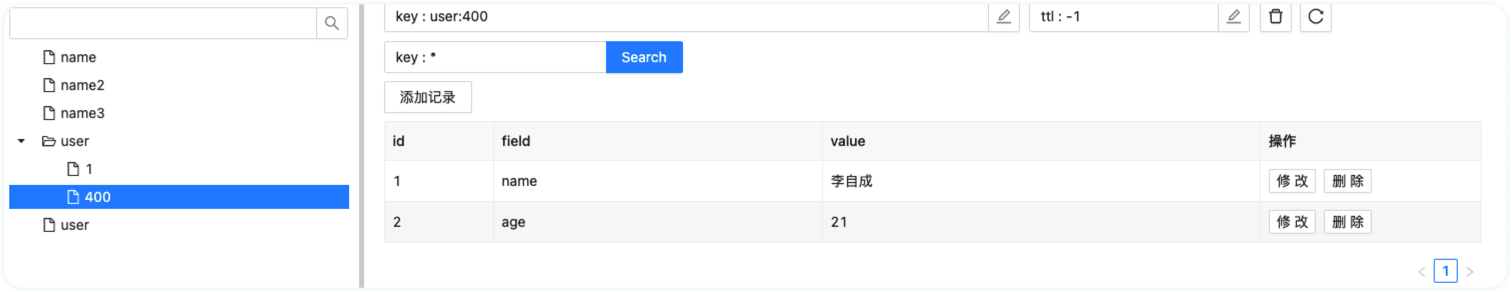 name
name2
name3
user
1
400
user
key : user:400
ttl : -1
key : *
Search
添加记录
id field value 操作
1 name 李自成 修 改 删 除
2 age 21 修 改 删 除
< 1 >